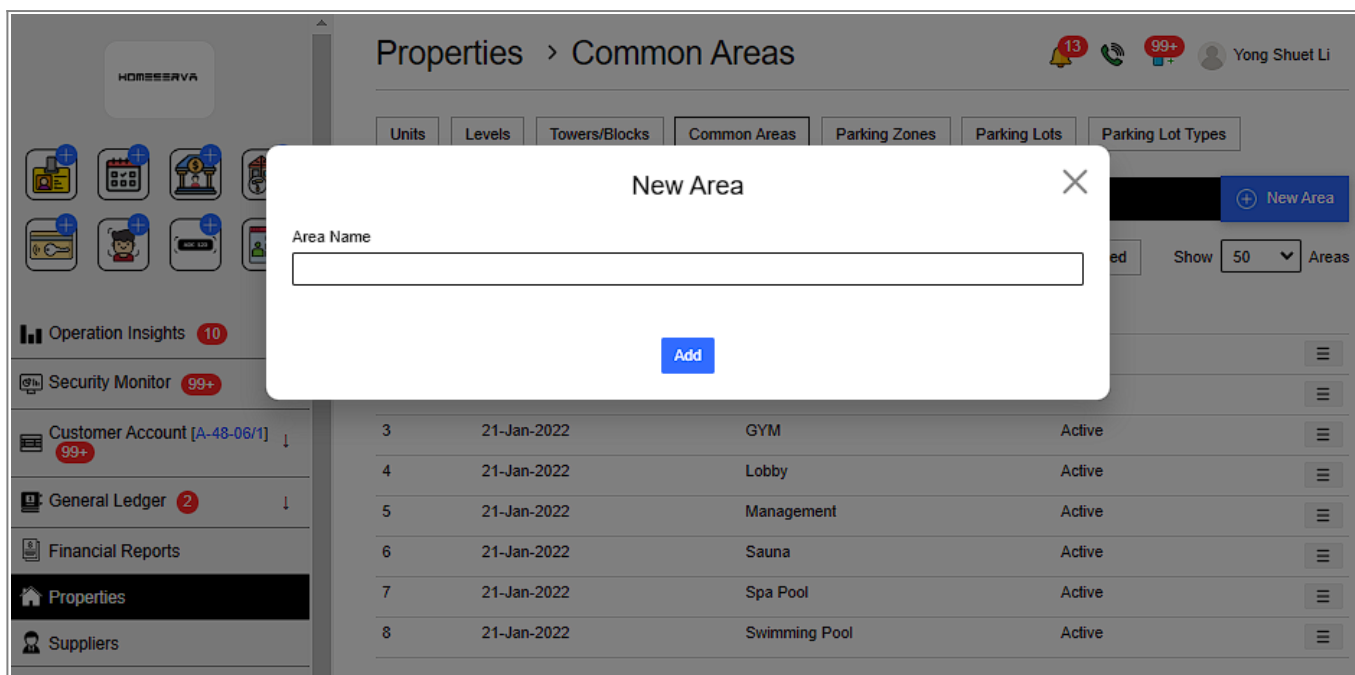 HOMESERVA
Properties > Common Areas
13
99+
Yong Shuet Li
Units Levels Towers/Blocks Common Areas Parking Zones Parking Lots Parking Lot Types
New Area
New Area
Area Name
ed Show 50 Areas
Add
Operation Insights 10
Security Monitor 99+
Customer Account [A-48-06/1] ↓
99+
General Ledger 2 ↓
Financial Reports
Properties
Suppliers
3 21-Jan-2022 GYM Active
4 21-Jan-2022 Lobby Active
5 21-Jan-2022 Management Active
6 21-Jan-2022 Sauna Active
7 21-Jan-2022 Spa Pool Active
8 21-Jan-2022 Swimming Pool Active